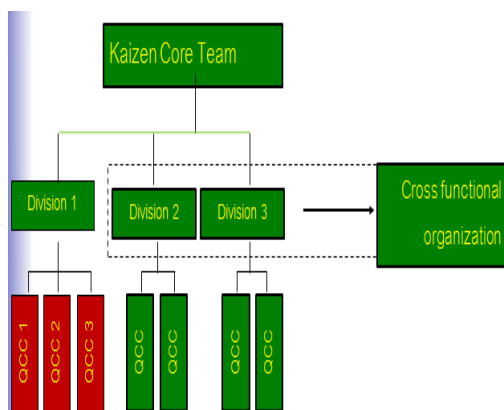 Kaizen Core Team
Division 1
Division 2
Division 3
Cross functional
organization
QCC 1
QCC 2
QCC 3
QCC
QCC
QCC
QCC